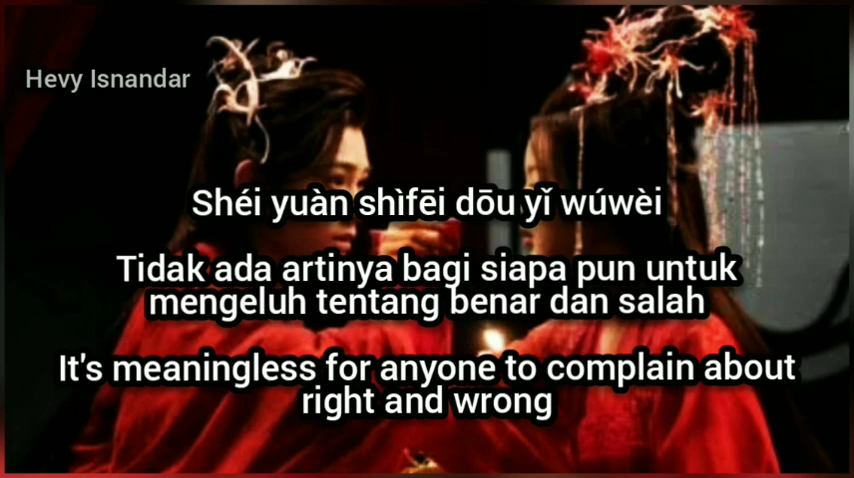 Hevy Isnandar
Shéi yuàn shìfēi dōu yǐ wúwèi
Tidak ada artinya bagi siapa pun untuk
mengeluh tentang benar dan salah
It's meaningless for anyone to complain about
right and wrong